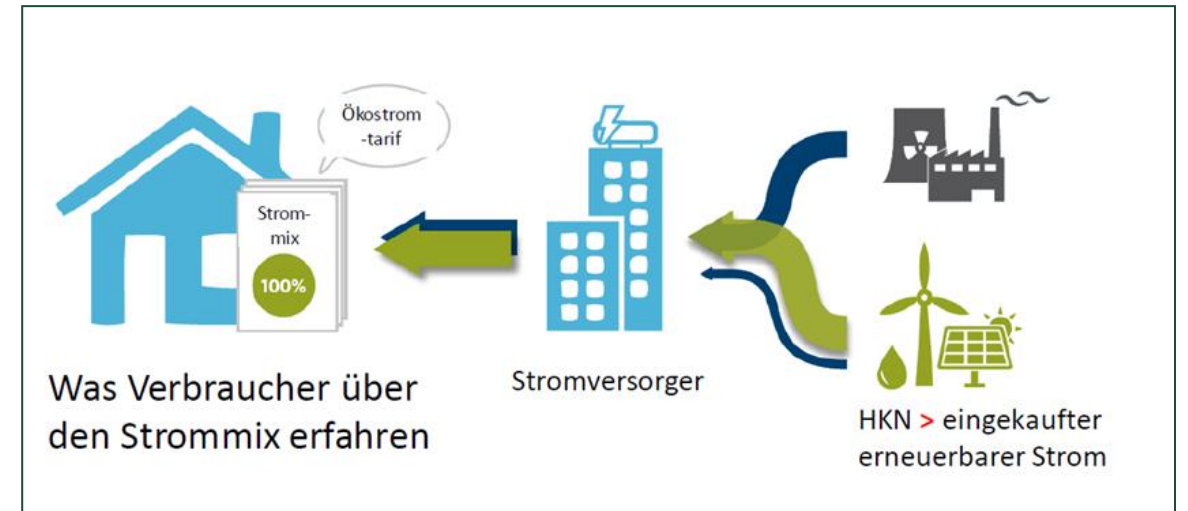 Ökostrom
-tarif
Strom-
mix
100%
Was Verbraucher über
den Strommix erfahren
Stromversorger
HKN > eingekaufter
erneuerbarer Strom